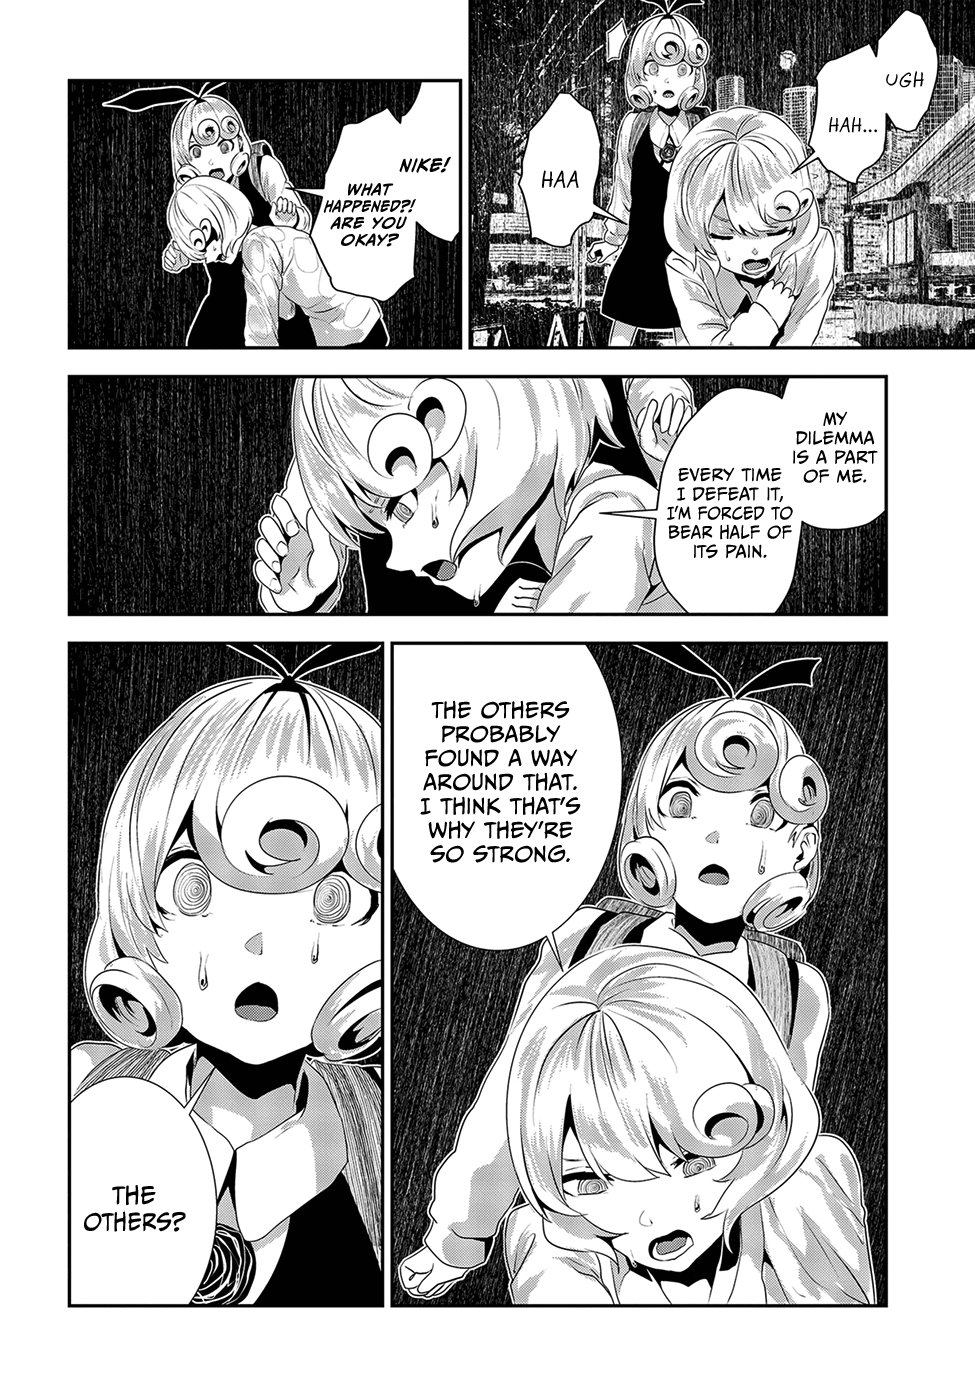 UGH
HAH...
HAA
NIKE!
WHAT
HAPPENED?!
ARE YOU
OKAY?
MY
DILEMMA
IS A PART
OF ME.
EVERY TIME
I DEFEAT IT,
I'M FORCED TO
BEAR HALF OF
ITS PAIN.
THE OTHERS
PROBABLY
FOUND A WAY
AROUND THAT.
I THINK THAT'S
WHY THEY'RE
SO STRONG.
THE
OTHERS?